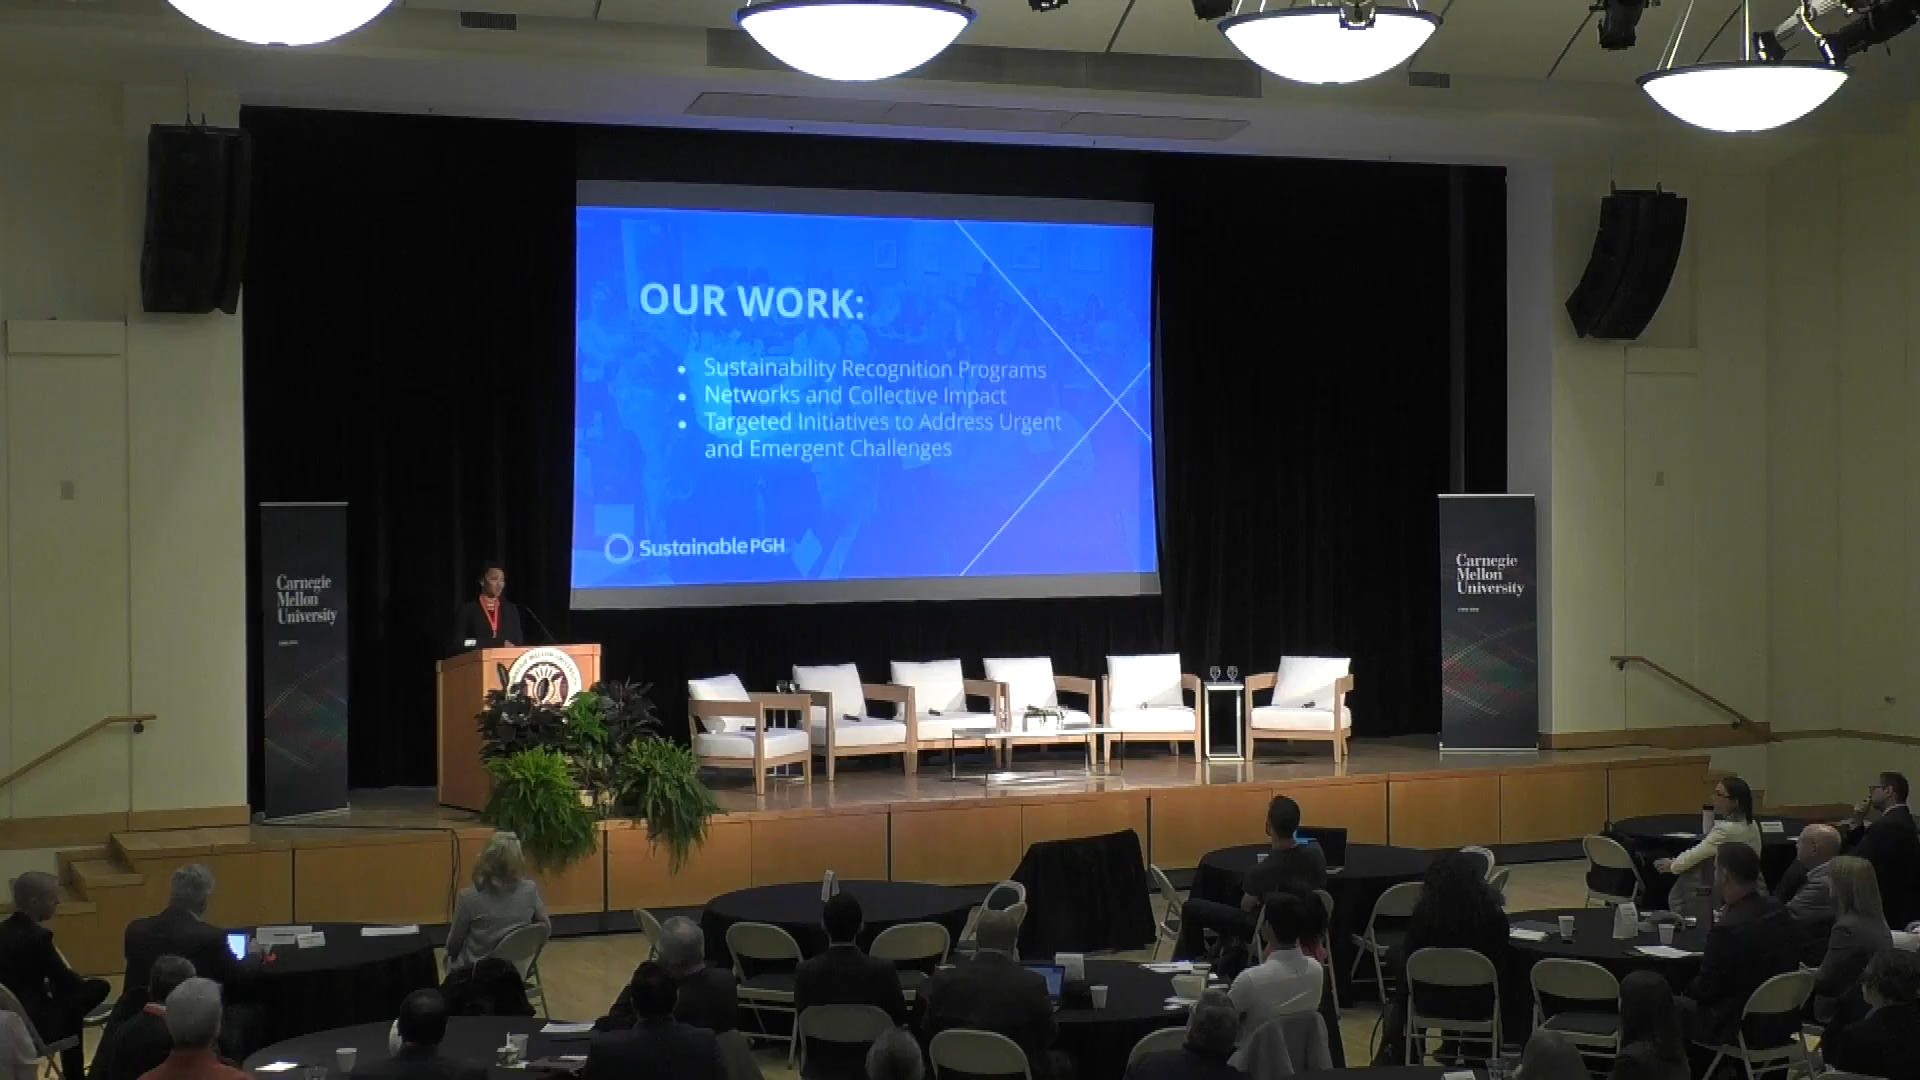 OUR WORK:
• Sustainability Recognition Programs
• Networks and Collective Impact
• Targeted Initiatives to Address Urgent
and Emergent Challenges
SustainablePGH
Carnegie
Mellon
University
Carnegie
Mellon
University